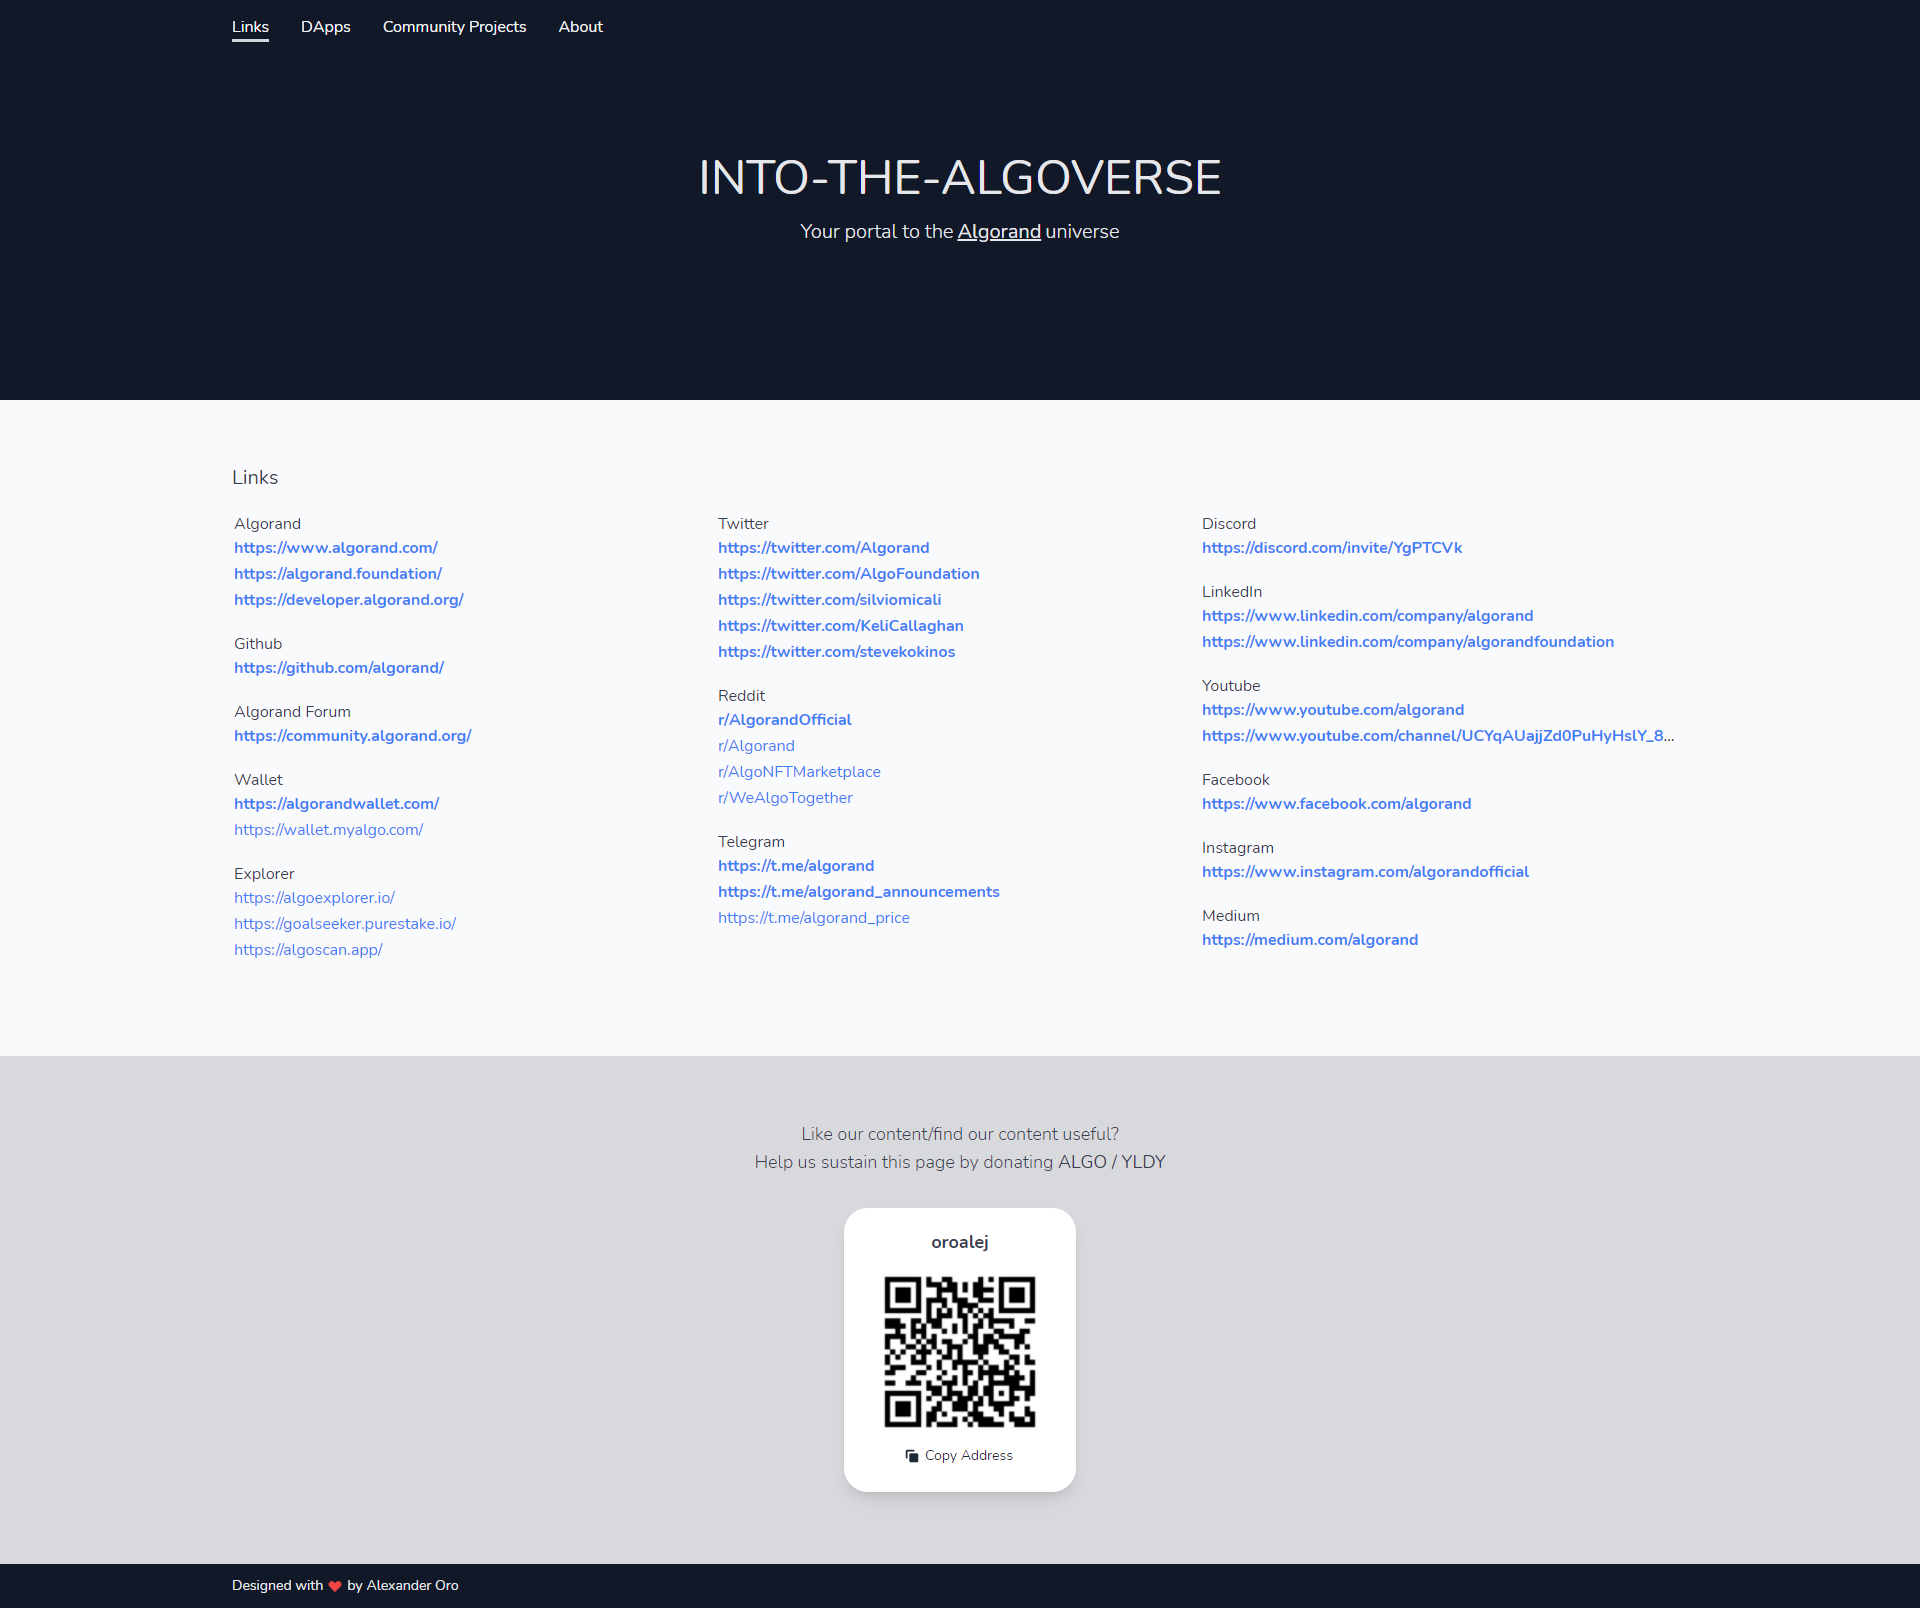 Links DApps Community Projects About
INTO-THE-ALGOVERSE
Your portal to the Algorand universe
Links
Algorand
https://www.algorand.com/
https://algorand.foundation/
https://developer.algorand.org/
Github
https://github.com/algorand/
Algorand Forum
https://community.algorand.org/
Wallet
https://algorandwallet.com/
https://wallet.myalgo.com/
Explorer
https://algoexplorer.io/
https://goalseeker.purestake.io/
https://algoscan.app/
Twitter
https://twitter.com/Algorand
https://twitter.com/AlgoFoundation
https://twitter.com/silviomicali
https://twitter.com/KeliCallaghan
https://twitter.com/stevekokinos
Reddit
r/AlgorandOfficial
r/Algorand
r/AlgoNFTMarketplace
r/WeAlgoTogether
Telegram
https://t.me/algorand
https://t.me/algorand_announcements
https://t.me/algorand_price
Discord
https://discord.com/invite/YgPTCVk
LinkedIn
https://www.linkedin.com/company/algorand
https://www.linkedin.com/company/algorandfoundation
Youtube
https://www.youtube.com/algorand
https://www.youtube.com/channel/UCYqAUajjZd0PuHyHslY_8...
Facebook
https://www.facebook.com/algorand
Instagram
https://www.instagram.com/algorandofficial
Medium
https://medium.com/algorand
Like our content/find our content useful?
Help us sustain this page by donating ALGO / YLDY
oroalej
Copy Address
Designed with ❤ by Alexander Oro